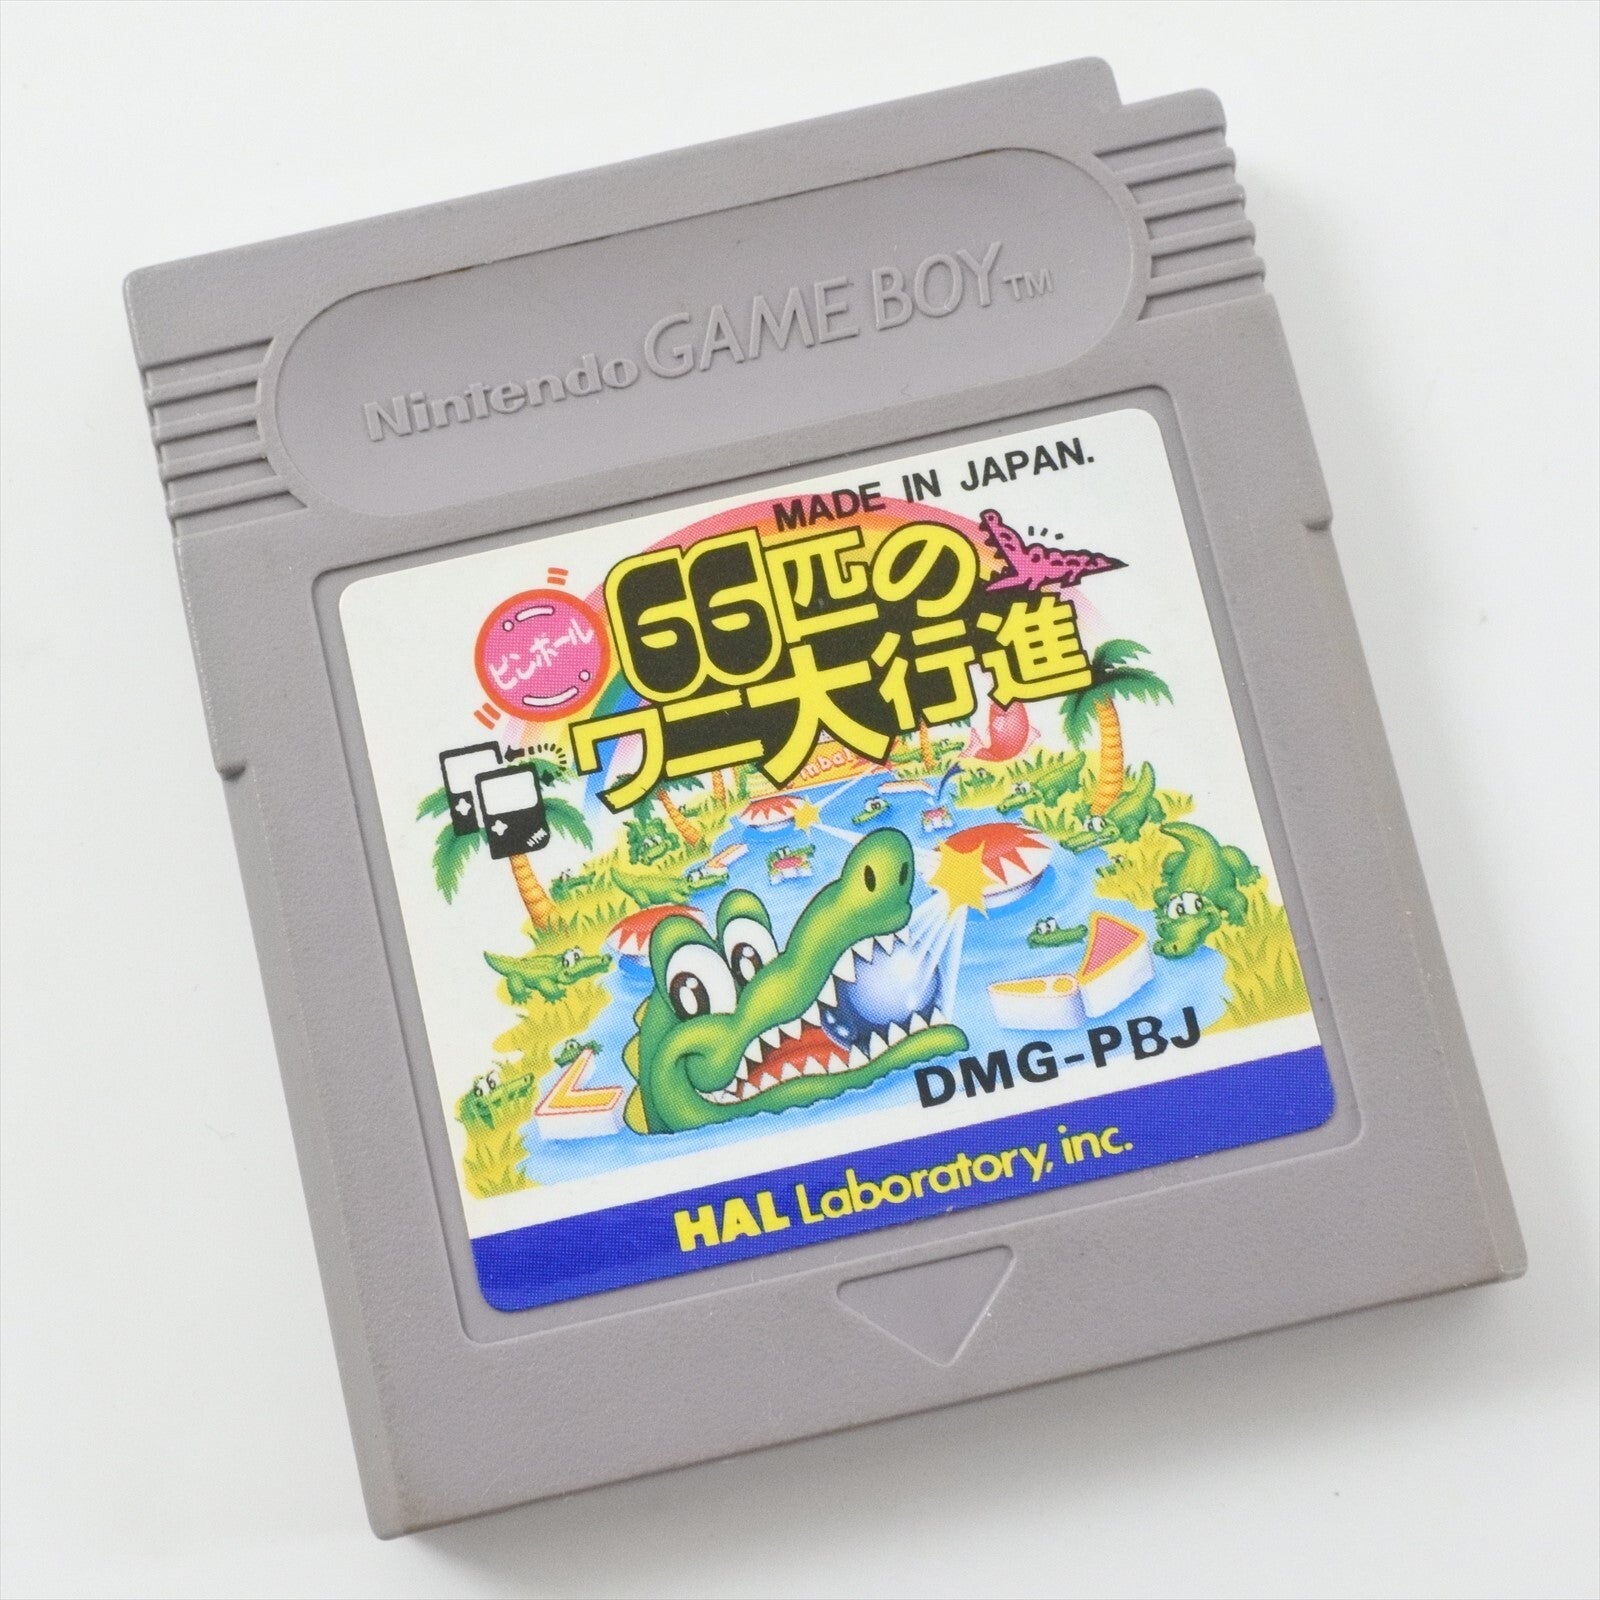 Nintendo GAME BOY™
MADE IN JAPAN.
ピンボール
66匹の
ワニ大行進
DMG-PBJ
HAL Laboratory, inc.